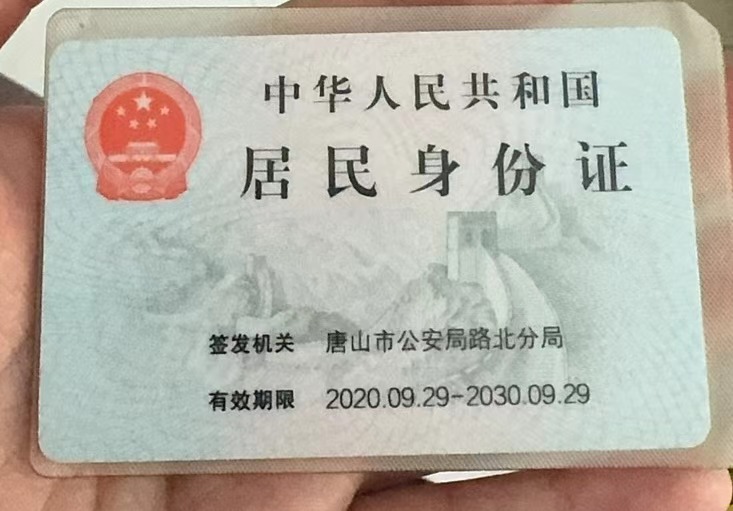 中华人民共和国
居民身份证
签发机关 唐山市公安局路北分局
有效期限 2020.09.29-2030.09.29